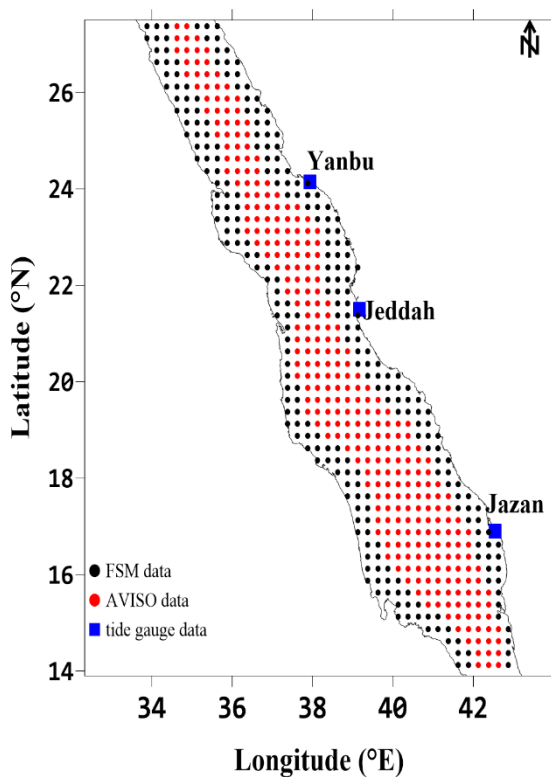 N
26
Yanbu
24
22
Jeddah
20
18
Jazan
16
FSM data
AVISO data
tide gauge data
14
34 36 38 40 42
Latitude (°N)
Longitude (°E)